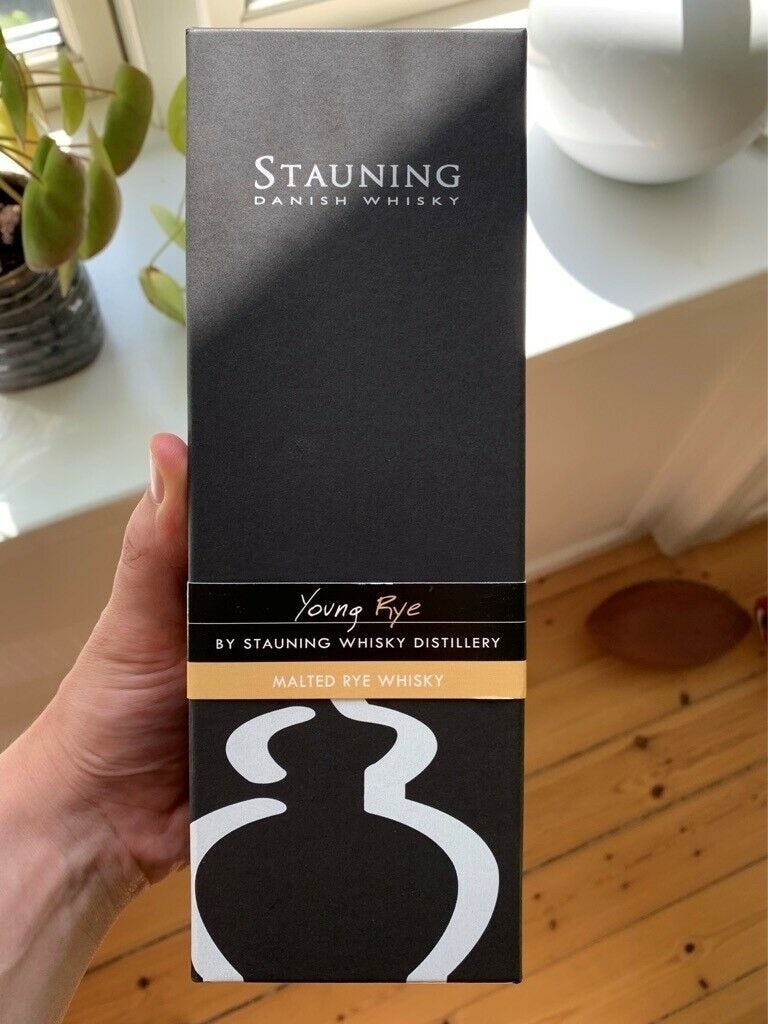 STAUNING
DANISH WHISKY
Young Rye
BY STAUNING WHISKY DISTILLERY
MALTED RYE WHISKY